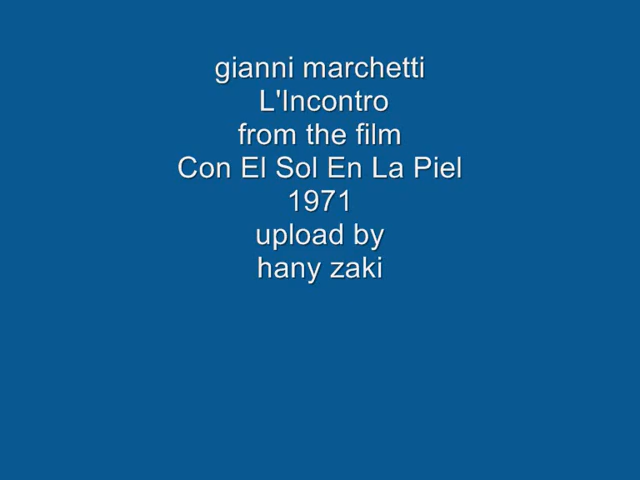 gianni marchetti
L'Incontro
from the film
Con El Sol En La Piel
1971
upload by
hany zaki